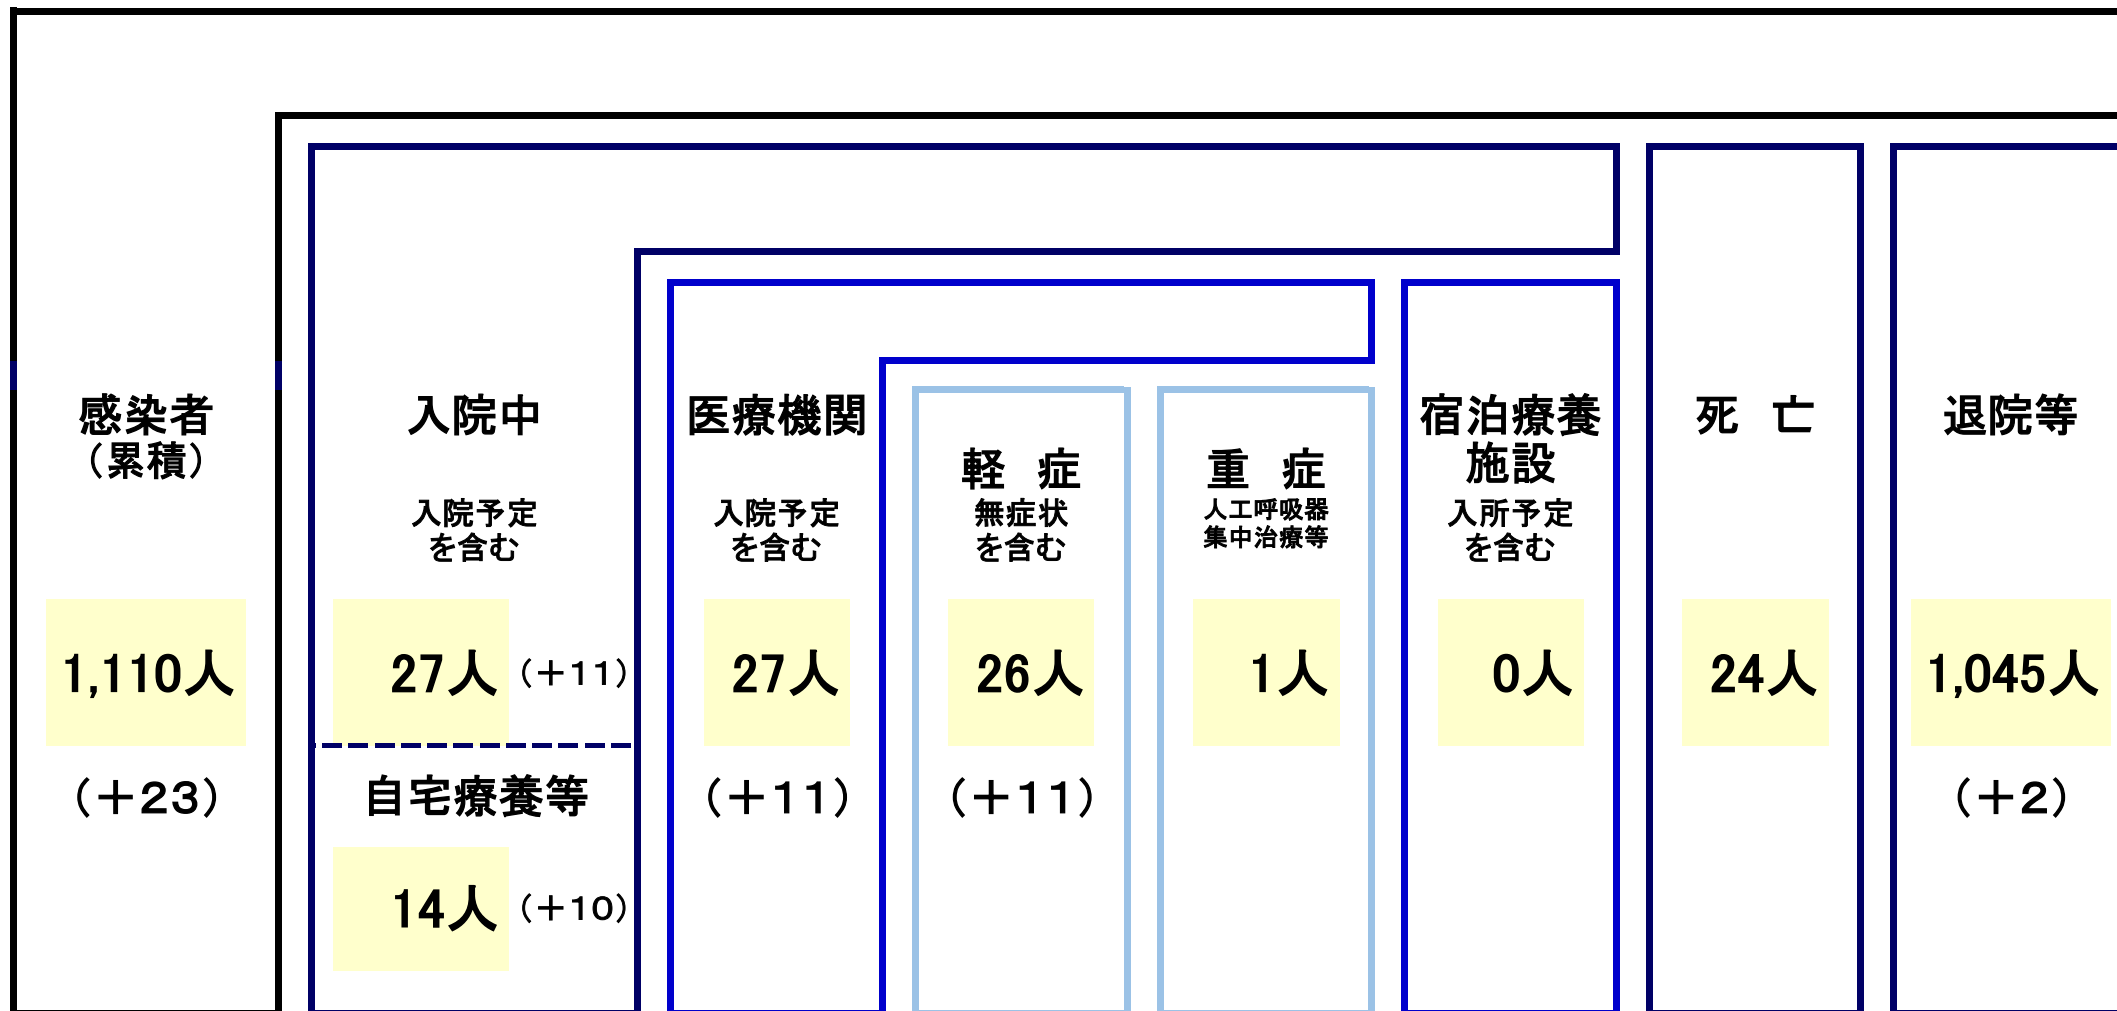 感染者
（累積）
1,110人
（＋23）
入院中
入院予定
を含む
27人（＋11）
自宅療養等
14人（＋10）
医療機関
入院予定
を含む
27人
（＋11）
軽　症
無症状
を含む
26人
（＋11）
重　症
人工呼吸器
集中治療等
1人
宿泊療養
施設
入所予定
を含む
0人
死　亡
24人
退院等
1,045人
（＋2）